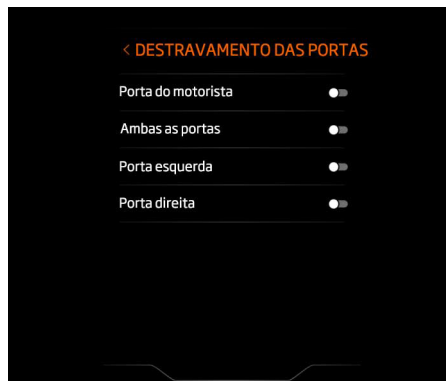 < DESTRAVAMENTO DAS PORTAS
Porta do motorista
Ambas as portas
Porta esquerda
Porta direita